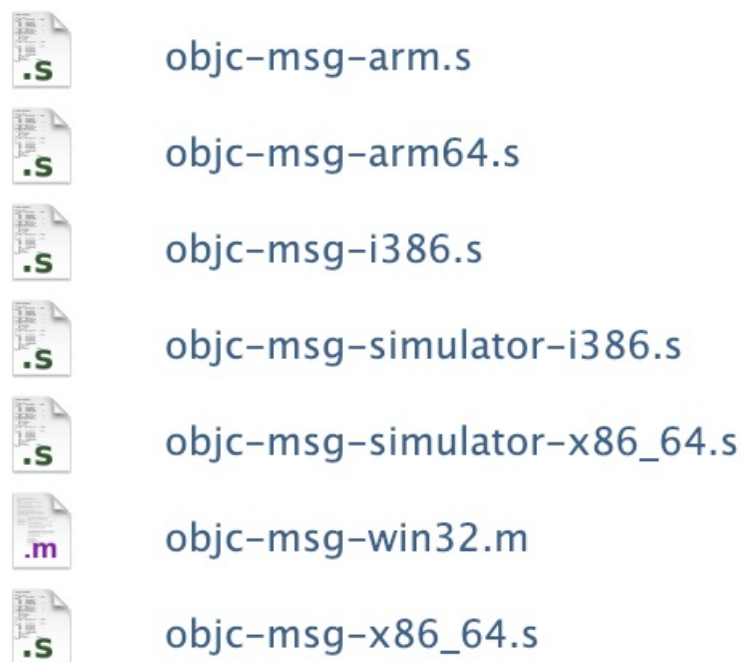 .s objc-msg-arm.s
.s objc-msg-arm64.s
.s objc-msg-i386.s
.s objc-msg-simulator-i386.s
.s objc-msg-simulator-x86_64.s
.m objc-msg-win32.m
.s objc-msg-x86_64.s